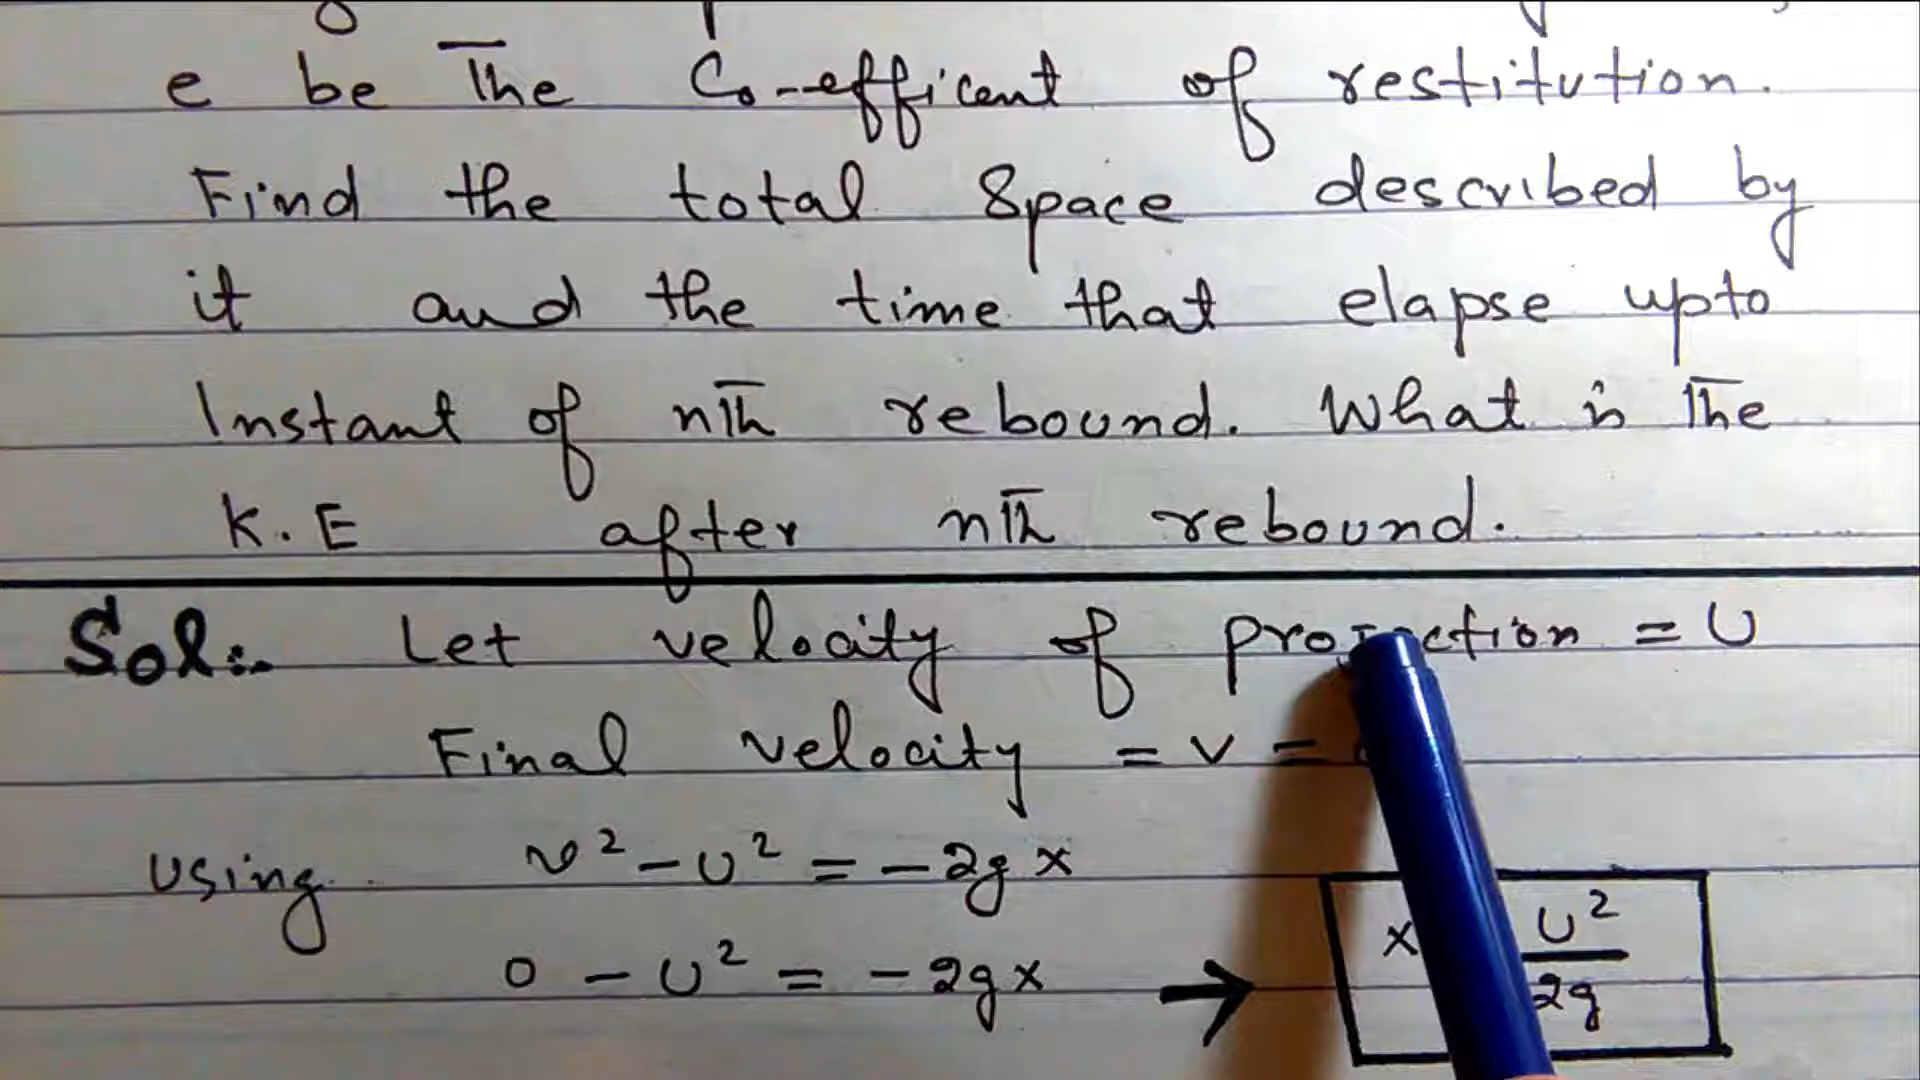 e be The Co-efficent of restitution.
Find the total Space described by
it and the time that elapse upto
Instant of nth rebound. What is The
K.E after nth rebound.
Sol:- Let velocity of projection = U
Final velocity = v =
using v² - U² = -2gx
0 - U² = -2gx → x U²/2g